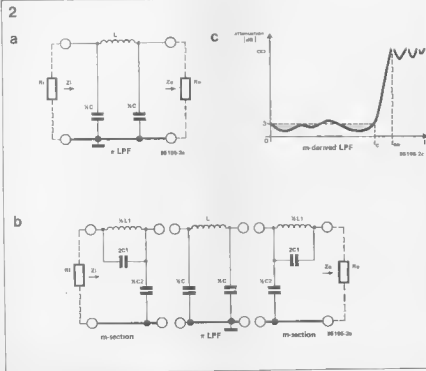 2
a
L
Ri
Zi
½C
½C
Zo
Ro
π LPF
c
ATTENUATION
[dB]
3
0
fc
f∞
f
m-derived LPF
b
½L1
L
½L1
2C1
2C1
Zi
½C2
½C
½C
½C2
Zo
Ro
m-section
π LPF
m-section